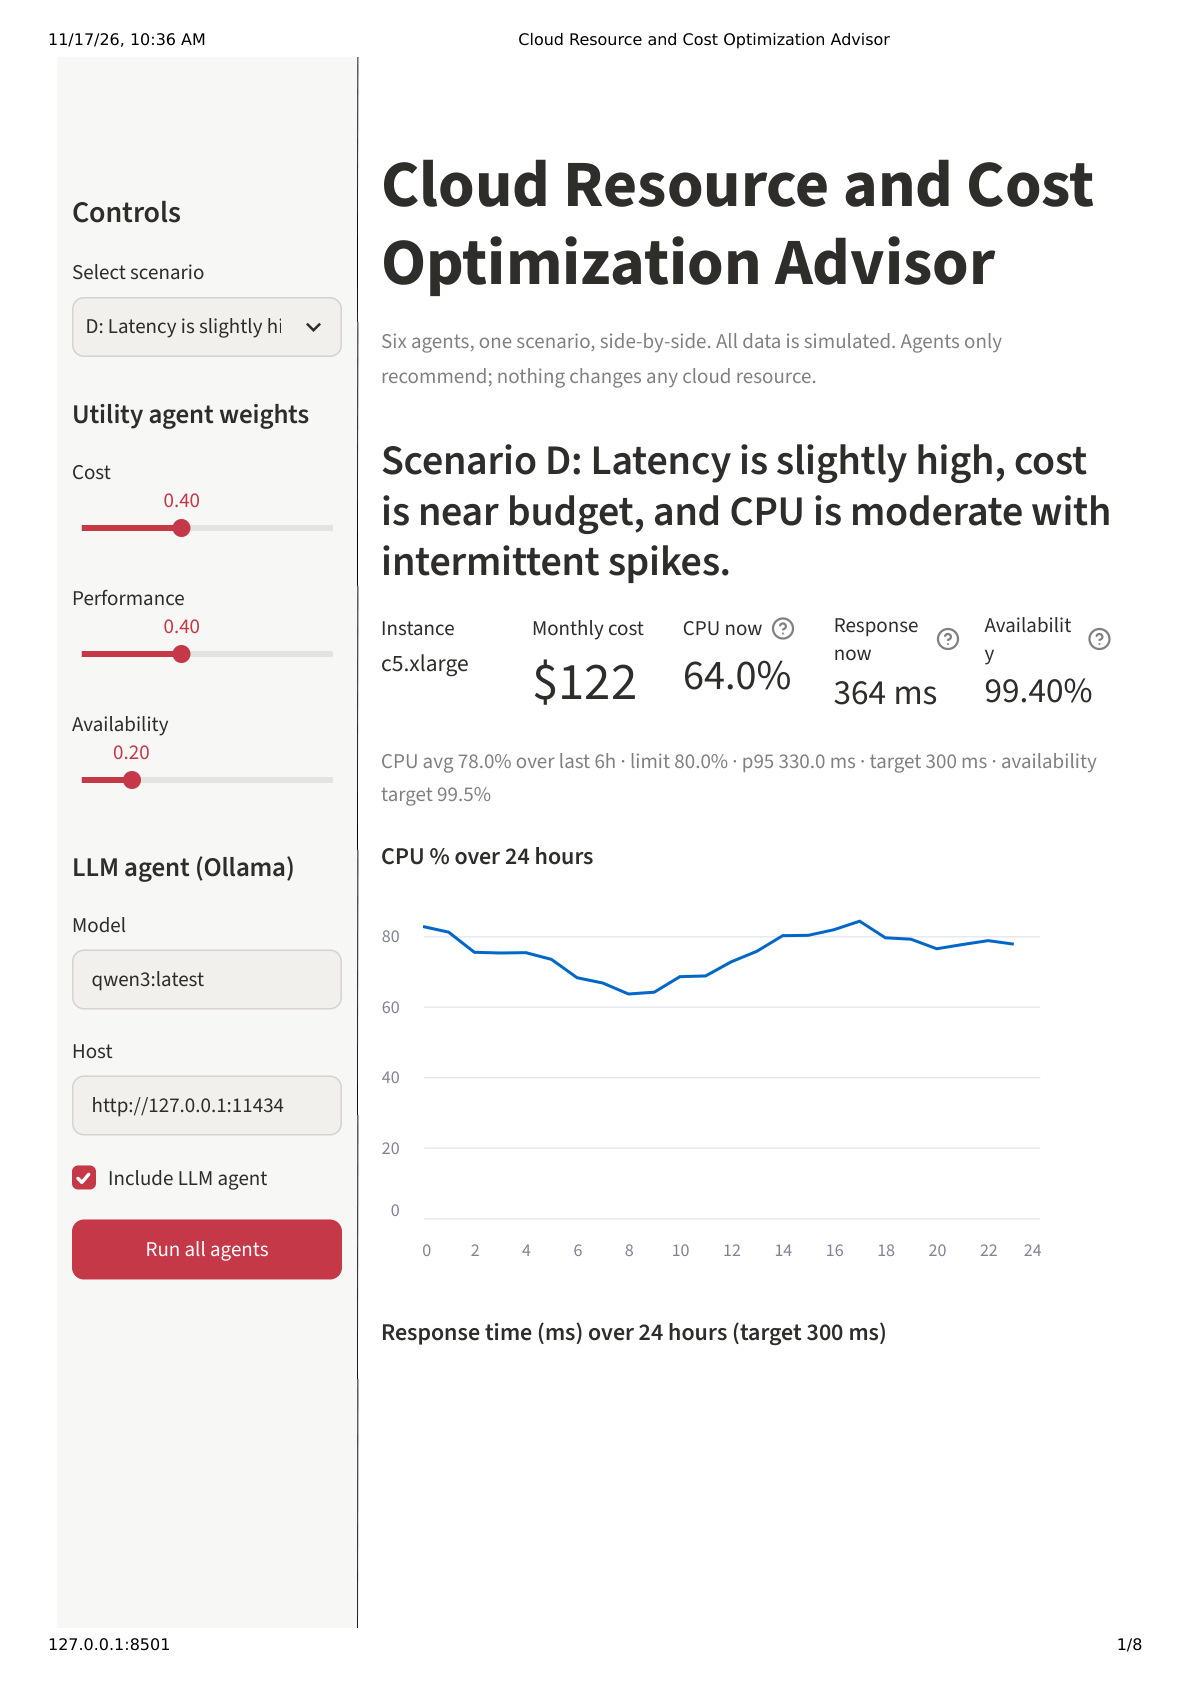 11/17/26, 10:36 AM
Cloud Resource and Cost Optimization Advisor
Controls
Select scenario
D: Latency is slightly hi
Utility agent weights
Cost
0.40
Performance
0.40
Availability
0.20
LLM agent (Ollama)
Model
qwen3:latest
Host
http://127.0.0.1:11434
Include LLM agent
Run all agents
Cloud Resource and Cost
Optimization Advisor
Six agents, one scenario, side-by-side. All data is simulated. Agents only
recommend; nothing changes any cloud resource.
Scenario D: Latency is slightly high, cost
is near budget, and CPU is moderate with
intermittent spikes.
Instance
c5.xlarge
Monthly cost
$122
CPU now
64.0%
Response
now
364 ms
Availabilit
y
99.40%
CPU avg 78.0% over last 6h · limit 80.0% · p95 330.0 ms · target 300 ms · availability
target 99.5%
CPU % over 24 hours
80
60
40
20
0
0 2 4 6 8 10 12 14 16 18 20 22 24
Response time (ms) over 24 hours (target 300 ms)
127.0.0.1:8501
1/8